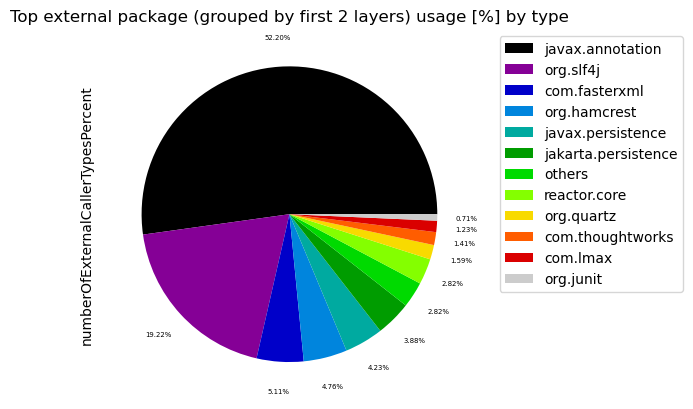 Top external package (grouped by first 2 layers) usage [%] by type
numberOfExternalCallerTypesPercent
52.20%
19.22%
5.11%
4.76%
4.23%
3.88%
2.82%
2.82%
1.59%
1.41%
1.23%
0.71%
javax.annotation
org.slf4j
com.fasterxml
org.hamcrest
javax.persistence
jakarta.persistence
others
reactor.core
org.quartz
com.thoughtworks
com.lmax
org.junit